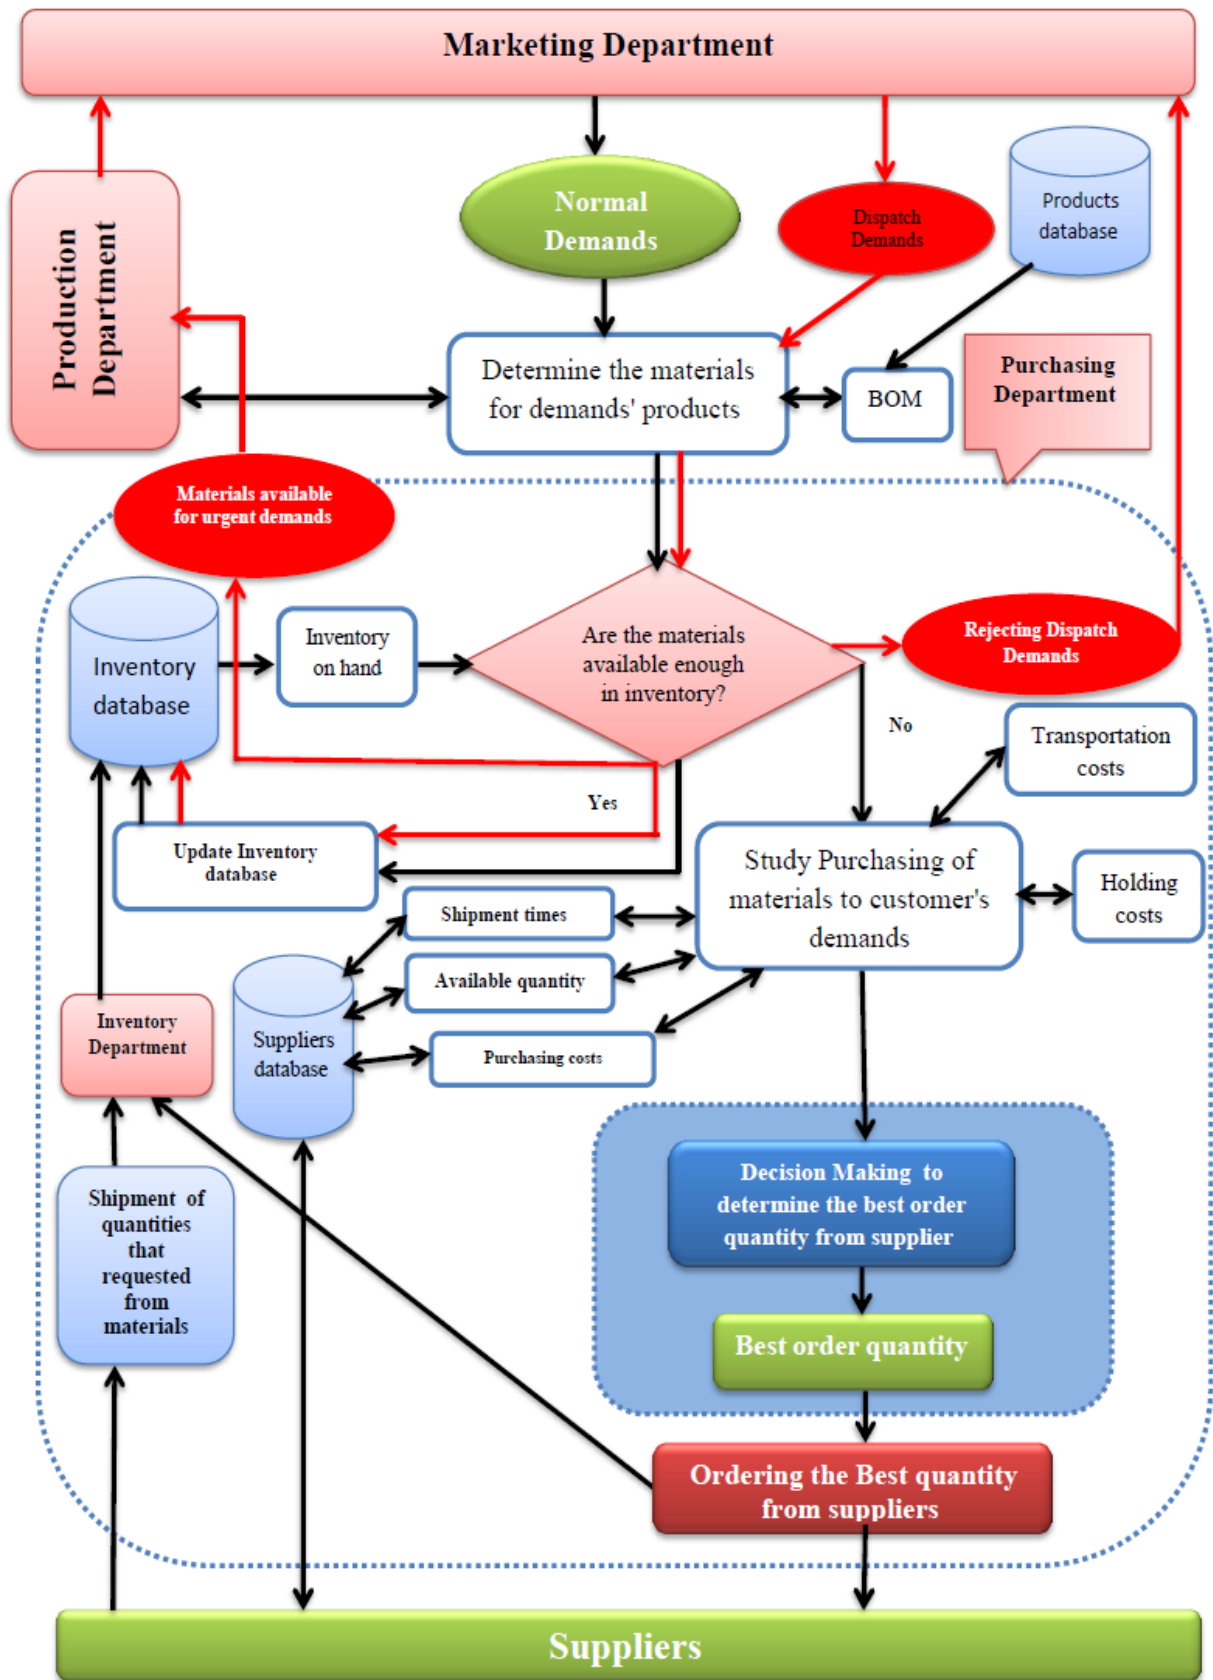 Marketing Department
Normal
Demands
Dispatch
Demands
Products
database
Production
Department
Determine the materials
for demands' products
BOM
Purchasing
Department
Materials available
for urgent demands
Inventory
database
Inventory
on hand
Are the materials
available enough
in inventory?
Rejecting Dispatch
Demands
No
Transportation
costs
Yes
Update Inventory
database
Study Purchasing of
materials to customer's
demands
Holding
costs
Shipment times
Available quantity
Purchasing costs
Suppliers
database
Inventory
Department
Shipment of
quantities
that
requested
from
materials
Decision Making to
determine the best order
quantity from supplier
Best order quantity
Ordering the Best quantity
from suppliers
Suppliers